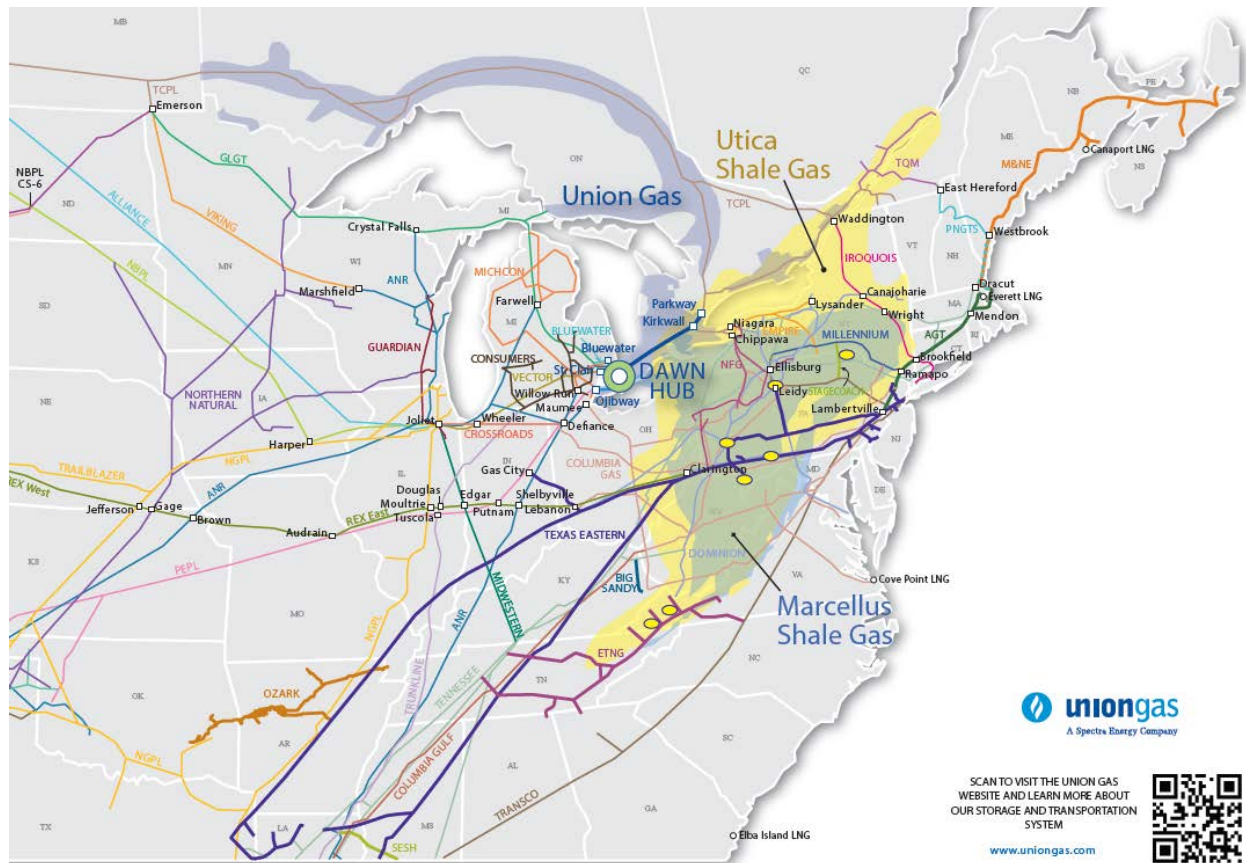 MB
QC
NB
PE
NS
ME
ON
TCPL
Emerson
GLGT
NBPL
CS-6
ND
ALLIANCE
VIKING
MN
NBPL
SD
Crystal Falls
MI
WI
ANR
Marshfield
Union Gas
TCPL
Utica
Shale Gas
TQM
M&NE
Canaport LNG
East Hereford
Waddington
PNGTS
Westbrook
VT
NH
IROQUOIS
MICHCON
Farwell
MI
Parkway
Kirkwall
BLUEWATER
Bluewater
GUARDIAN
CONSUMERS
VECTOR
St. Clair
DAWN
HUB
Willow Run
Ojibway
Maumee
Niagara
Chippawa
EMPIRE
Lysander
Canajoharie
Wright
Dracut
Everett LNG
MA
Mendon
RI
CT
AGT
MILLENNIUM
NFG
Ellisburg
STAGECOACH
Leidy
PA
Brookfield
Ramapo
Lambertville
NJ
NORTHERN
NATURAL
IA
NE
Joliet
Wheeler
CROSSROADS
Defiance
OH
Harper
NGPL
TRAILBLAZER
ANR
IL
IN
Gas City
COLUMBIA
GAS
Clarington
MD
DE
REX West
Gage
Jefferson
Brown
Audrain
REX East
Douglas
Moultrie
Tuscola
Edgar
Putnam
Shelbyville
Lebanon
TEXAS EASTERN
WV
DOMINION
KS
PEPL
MO
NGPL
MIDWESTERN
ANR
KY
BIG
SANDY
VA
Cove Point LNG
Marcellus
Shale Gas
ETNG
NC
TN
TRUNKLINE
TENNESSEE
OZARK
OK
AR
NGPL
COLUMBIA GULF
AL
SC
TRANSCO
GA
TX
LA
MS
SESH
Elba Island LNG
uniongas
A Spectra Energy Company
SCAN TO VISIT THE UNION GAS
WEBSITE AND LEARN MORE ABOUT
OUR STORAGE AND TRANSPORTATION
SYSTEM
www.uniongas.com